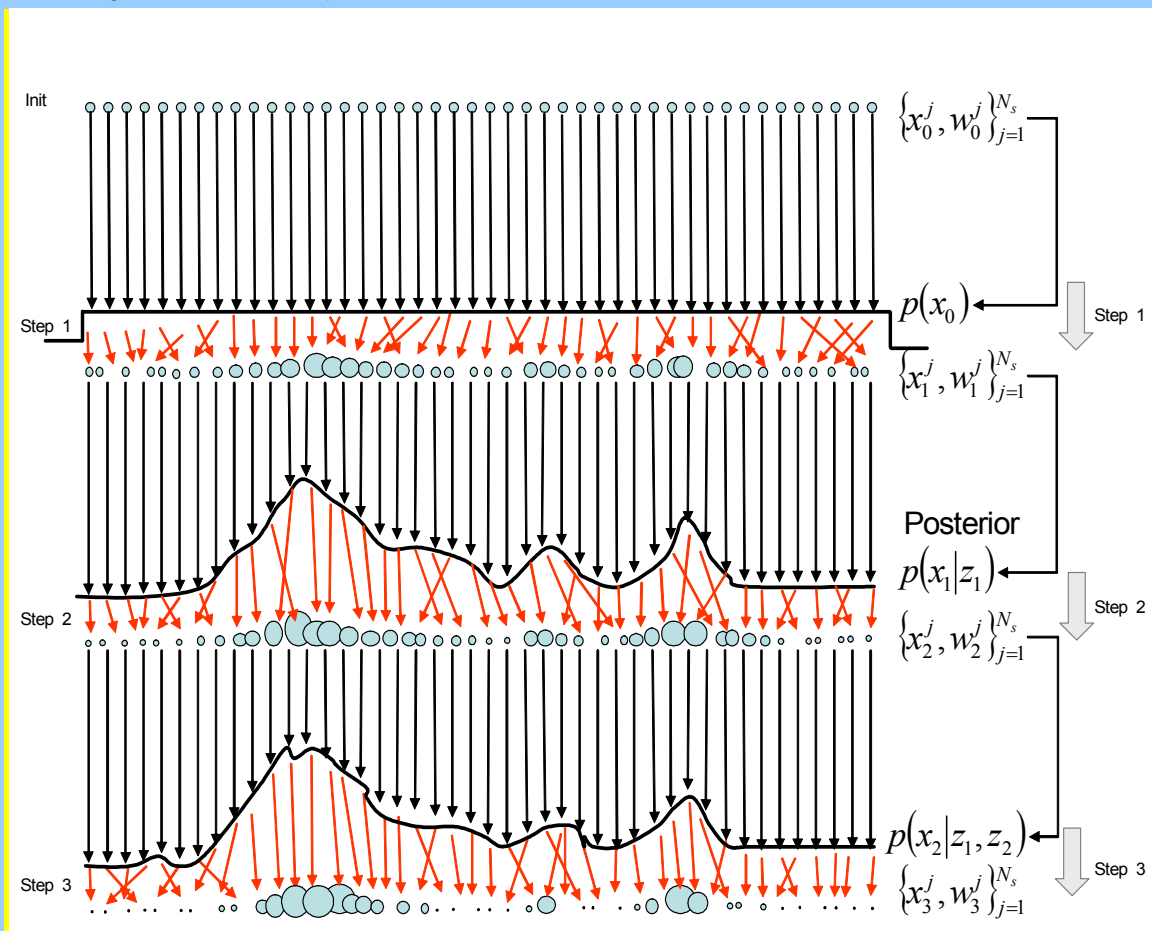 Init
{x_0^j, w_0^j}_{j=1}^{N_s}
p(x_0)
Step 1
Step 1
{x_1^j, w_1^j}_{j=1}^{N_s}
Posterior
p(x_1|z_1)
Step 2
Step 2
{x_2^j, w_2^j}_{j=1}^{N_s}
p(x_2|z_1, z_2)
Step 3
Step 3
{x_3^j, w_3^j}_{j=1}^{N_s}